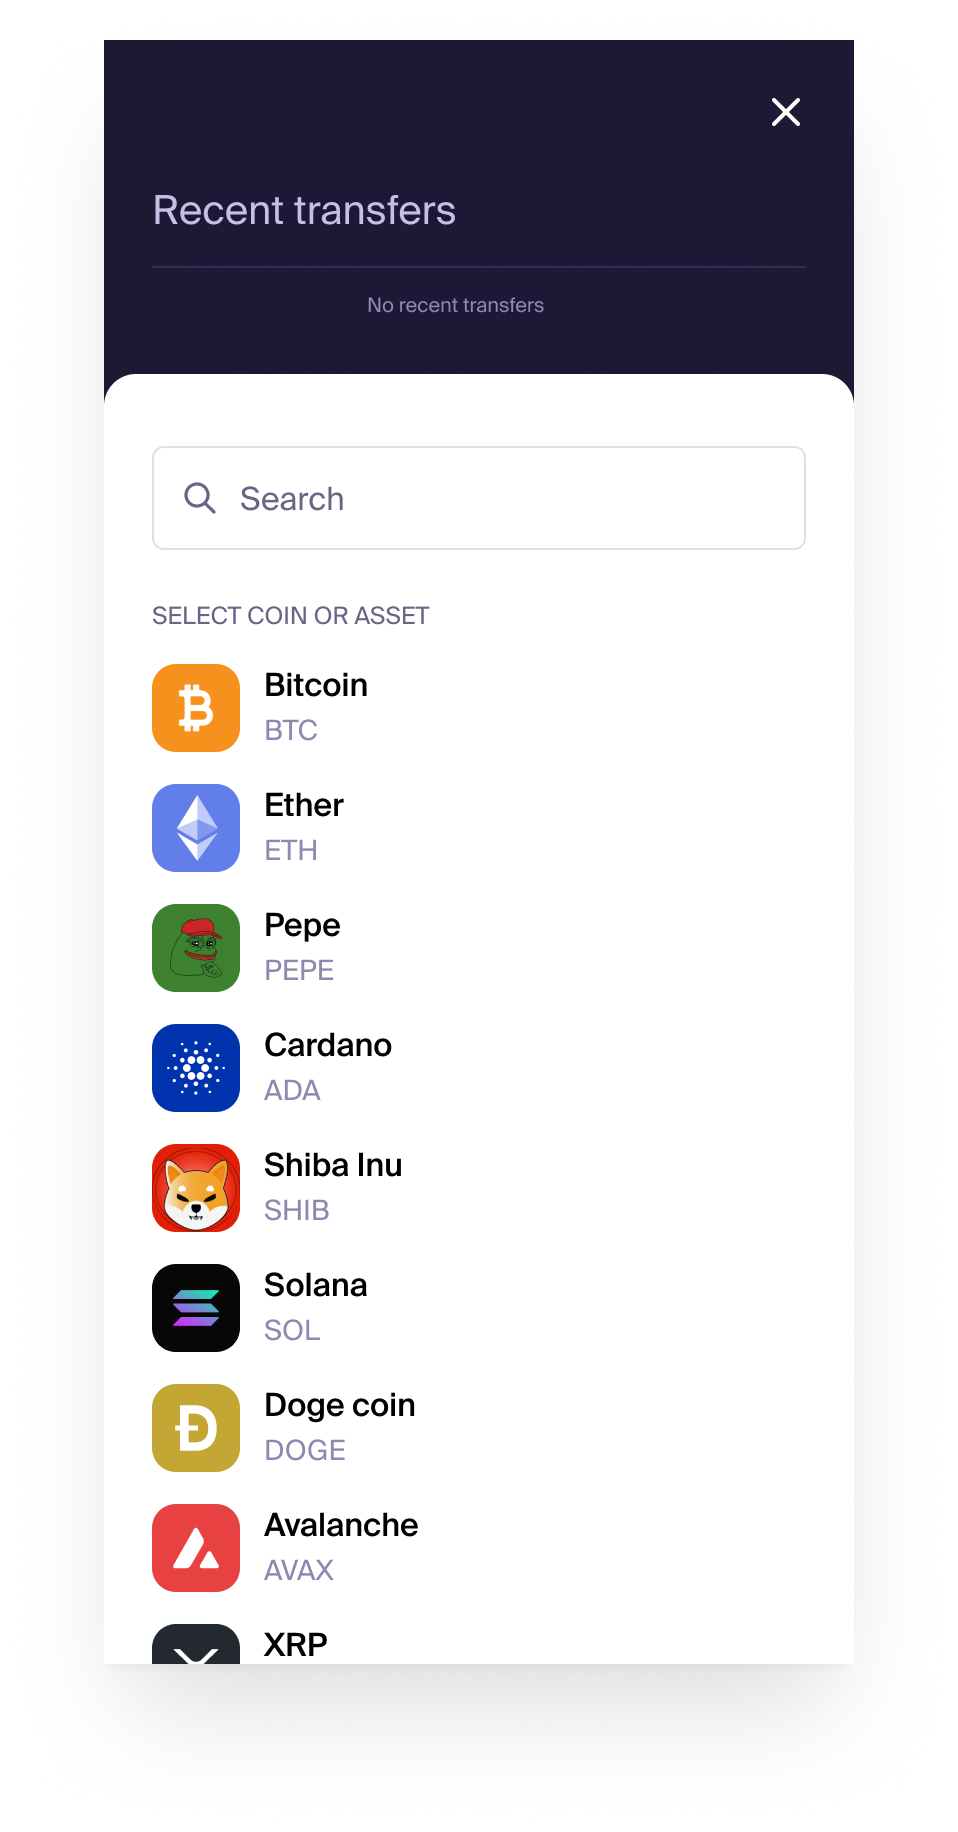 Recent transfers
No recent transfers
Search
SELECT COIN OR ASSET
Bitcoin
BTC
Ether
ETH
Pepe
PEPE
Cardano
ADA
Shiba Inu
SHIB
Solana
SOL
Doge coin
DOGE
Avalanche
AVAX
XRP